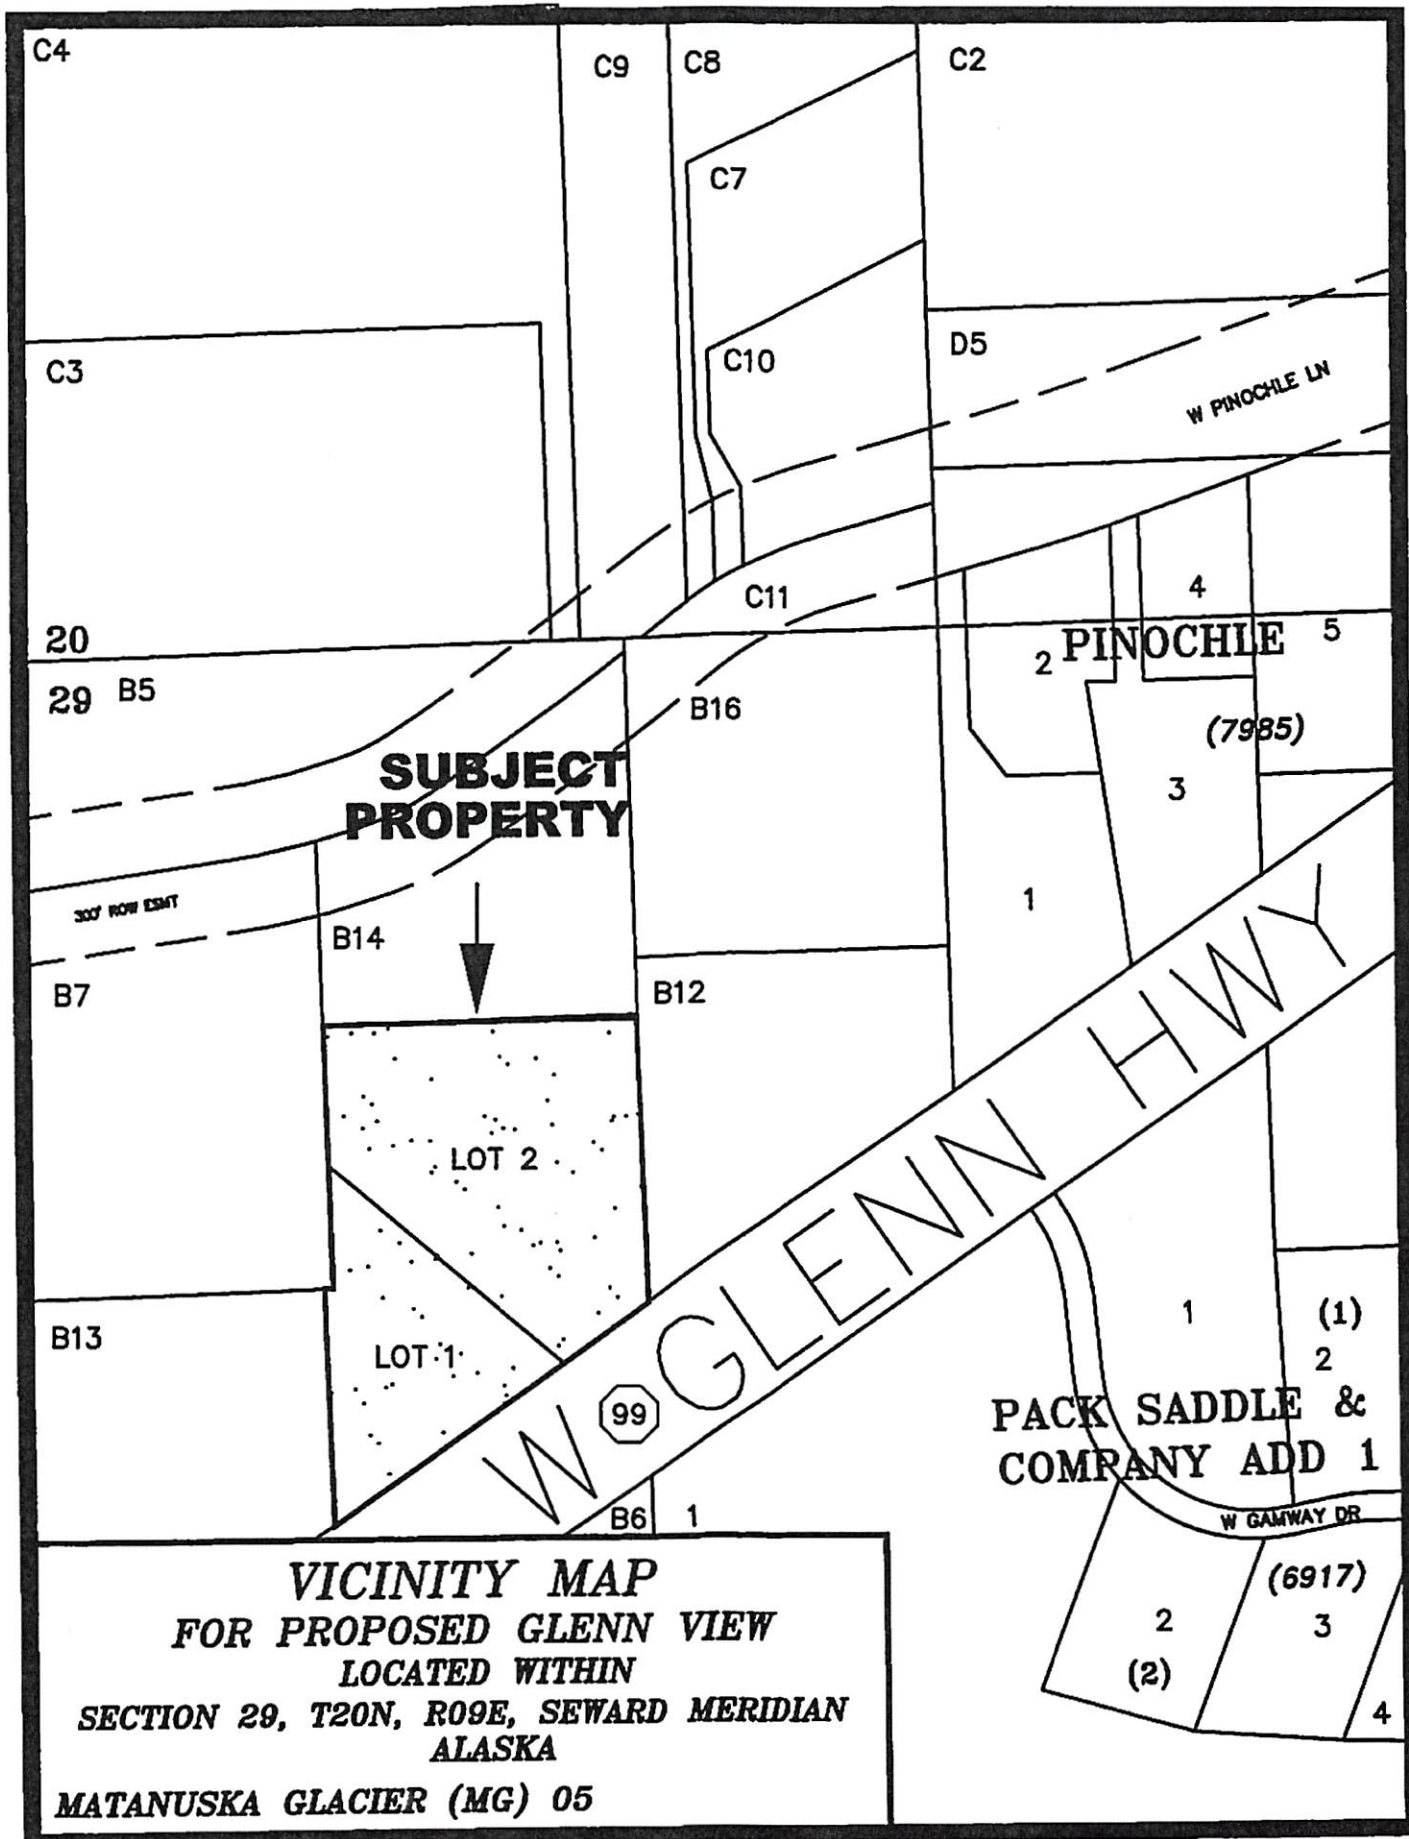 C4
C9
C8
C2
C7
C10
D5
C3
W PINOCHLE LN
C11
4
20
PINOCHLE
5
2
29
B5
B16
(7985)
SUBJECT
PROPERTY
3
1
300' ROW ESMT
B14
B7
B12
LOT 2
W GLENN HWY
99
B13
LOT 1
1
(1)
2
PACK SADDLE &
COMPANY ADD 1
B6
1
W GAMWAY DR
(6917)
2
3
(2)
4
VICINITY MAP
FOR PROPOSED GLENN VIEW
LOCATED WITHIN
SECTION 29, T20N, R09E, SEWARD MERIDIAN
ALASKA
MATANUSKA GLACIER (MG) 05